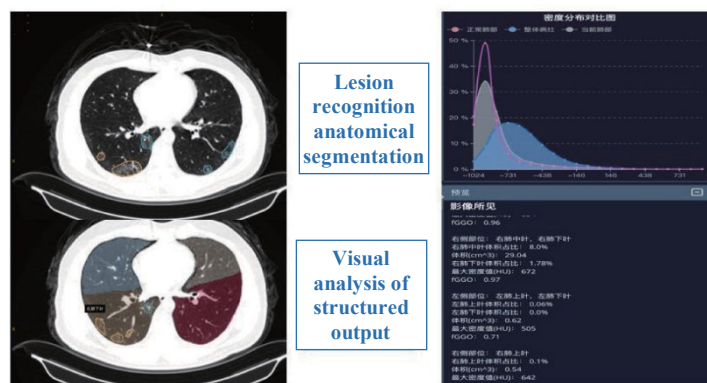 Lesion
recognition
anatomical
segmentation
Visual
analysis of
structured
output
密度分布对比图
正常肺部 整体病灶 当前肺部
50 %
40 %
30 %
20 %
10 %
0 %
-1024 -731 -438 -146 146 438 731
预览
影像所见
fGGO: 0.96
右侧部位: 右肺中叶, 右肺下叶
右肺中叶体积占比: 8.0%
体积(cm^3): 29.04
右肺下叶体积占比: 1.78%
最大密度值(HU): 672
fGGO: 0.97
左侧部位: 左肺上叶, 左肺下叶
左肺上叶体积占比: 0.06%
左肺下叶体积占比: 0.0%
体积(cm^3): 0.62
最大密度值(HU): 505
fGGO: 0.71
右侧部位: 右肺上叶
右肺上叶体积占比: 0.1%
体积(cm^3): 0.54
最大密度值(HU): 642